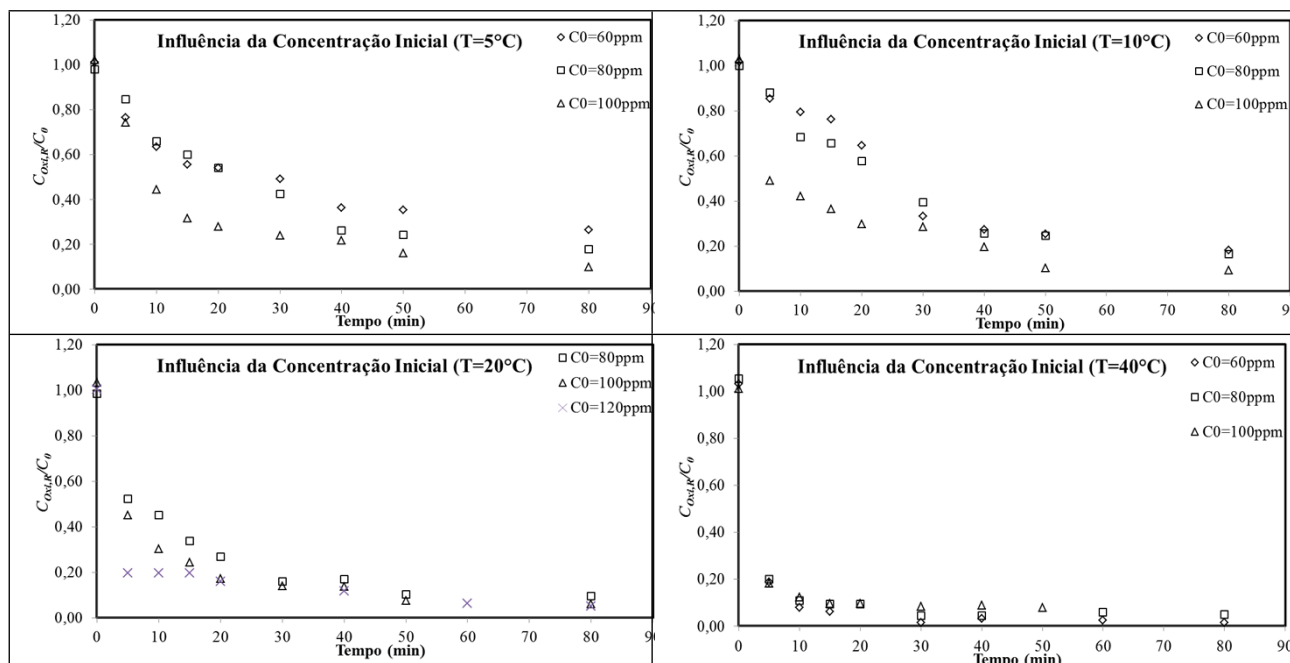 Influência da Concentração Inicial (T=5°C)
C0=60ppm
C0=80ppm
C0=100ppm
C_Oxi,R/C_0
1,20
1,00
0,80
0,60
0,40
0,20
0,00
0 10 20 30 40 50 60 70 80 90
Tempo (min)
Influência da Concentração Inicial (T=10°C)
C0=60ppm
C0=80ppm
C0=100ppm
C_Oxi,R/C_0
1,20
1,00
0,80
0,60
0,40
0,20
0,00
0 10 20 30 40 50 60 70 80 90
Tempo (min)
Influência da Concentração Inicial (T=20°C)
C0=80ppm
C0=100ppm
C0=120ppm
C_Oxi,R/C_0
1,20
1,00
0,80
0,60
0,40
0,20
0,00
0 10 20 30 40 50 60 70 80
Tempo (min)
Influência da Concentração Inicial (T=40°C)
C0=60ppm
C0=80ppm
C0=100ppm
C_Oxi,R/C_0
1,20
1,00
0,80
0,60
0,40
0,20
0,00
0 10 20 30 40 50 60 70 80 90
Tempo (min)